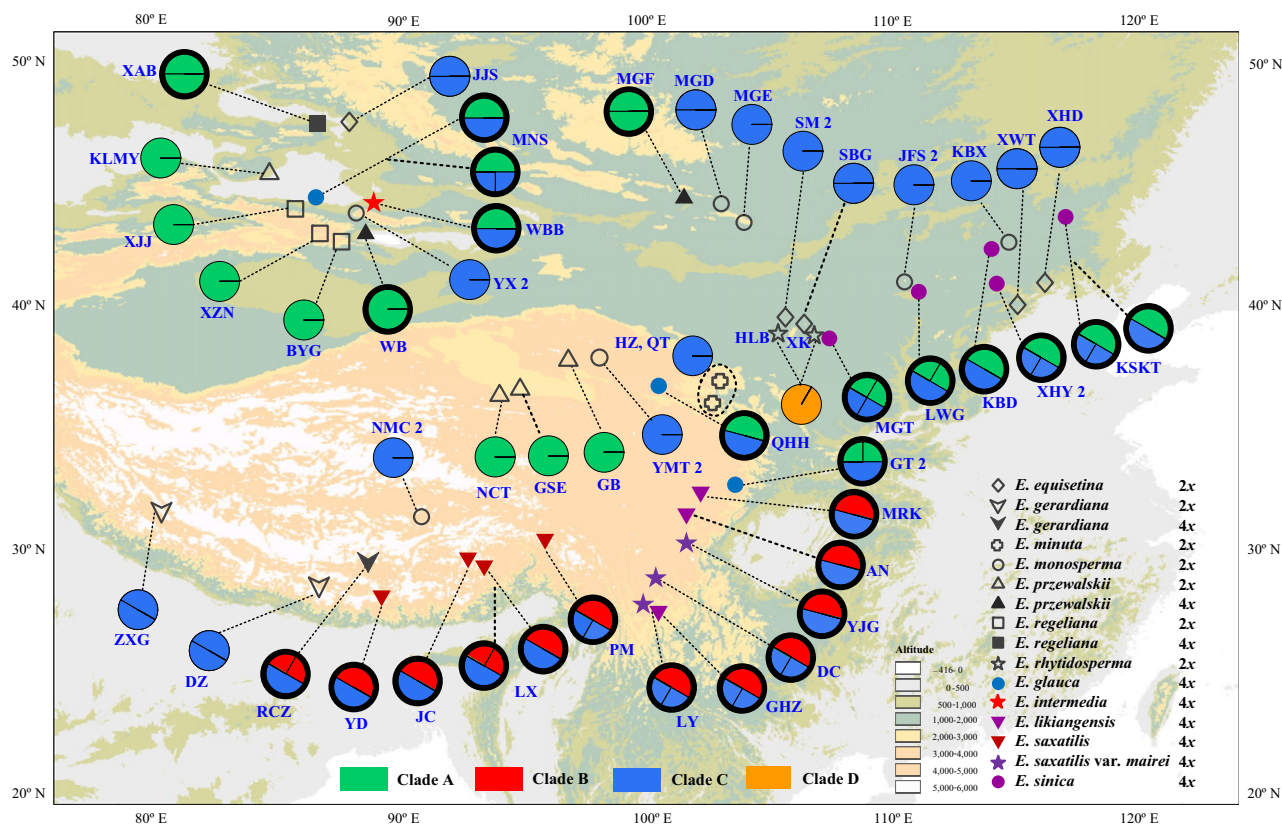 80º E 90º E 100º E 110º E 120º E
50º N 50º N
40º N 40º N
30º N 30º N
20º N 20º N
XAB
JJS
MNS
KLMY
XJJ
WBB
YX 2
XZN
BYG
WB
MGF
MGD
MGE
SM 2
SBG
JFS 2
KBX
XWT
XHD
HZ, QT
HLB
XK
NMC 2
NCT
GSE
GB
YMT 2
QHH
MGT
LWG
KBD
XHY 2
KSKT
GT 2
MRK
AN
YJG
DC
GHZ
LY
PM
LX
JC
YD
RCZ
DZ
ZXG
E. equisetina 2x
E. gerardiana 2x
E. gerardiana 4x
E. minuta 2x
E. monosperma 2x
E. przewalskii 2x
E. przewalskii 4x
E. regeliana 2x
E. regeliana 4x
E. rhytidosperma 2x
E. glauca 4x
E. intermedia 4x
E. likiangensis 4x
E. saxatilis 4x
E. saxatilis var. mairei 4x
E. sinica 4x
Altitude
-416- 0
0-500
500-1,000
1,000-2,000
2,000-3,000
3,000-4,000
4,000-5,000
5,000-6,000
Clade A Clade B Clade C Clade D
80º E 90º E 100º E 110º E 120º E